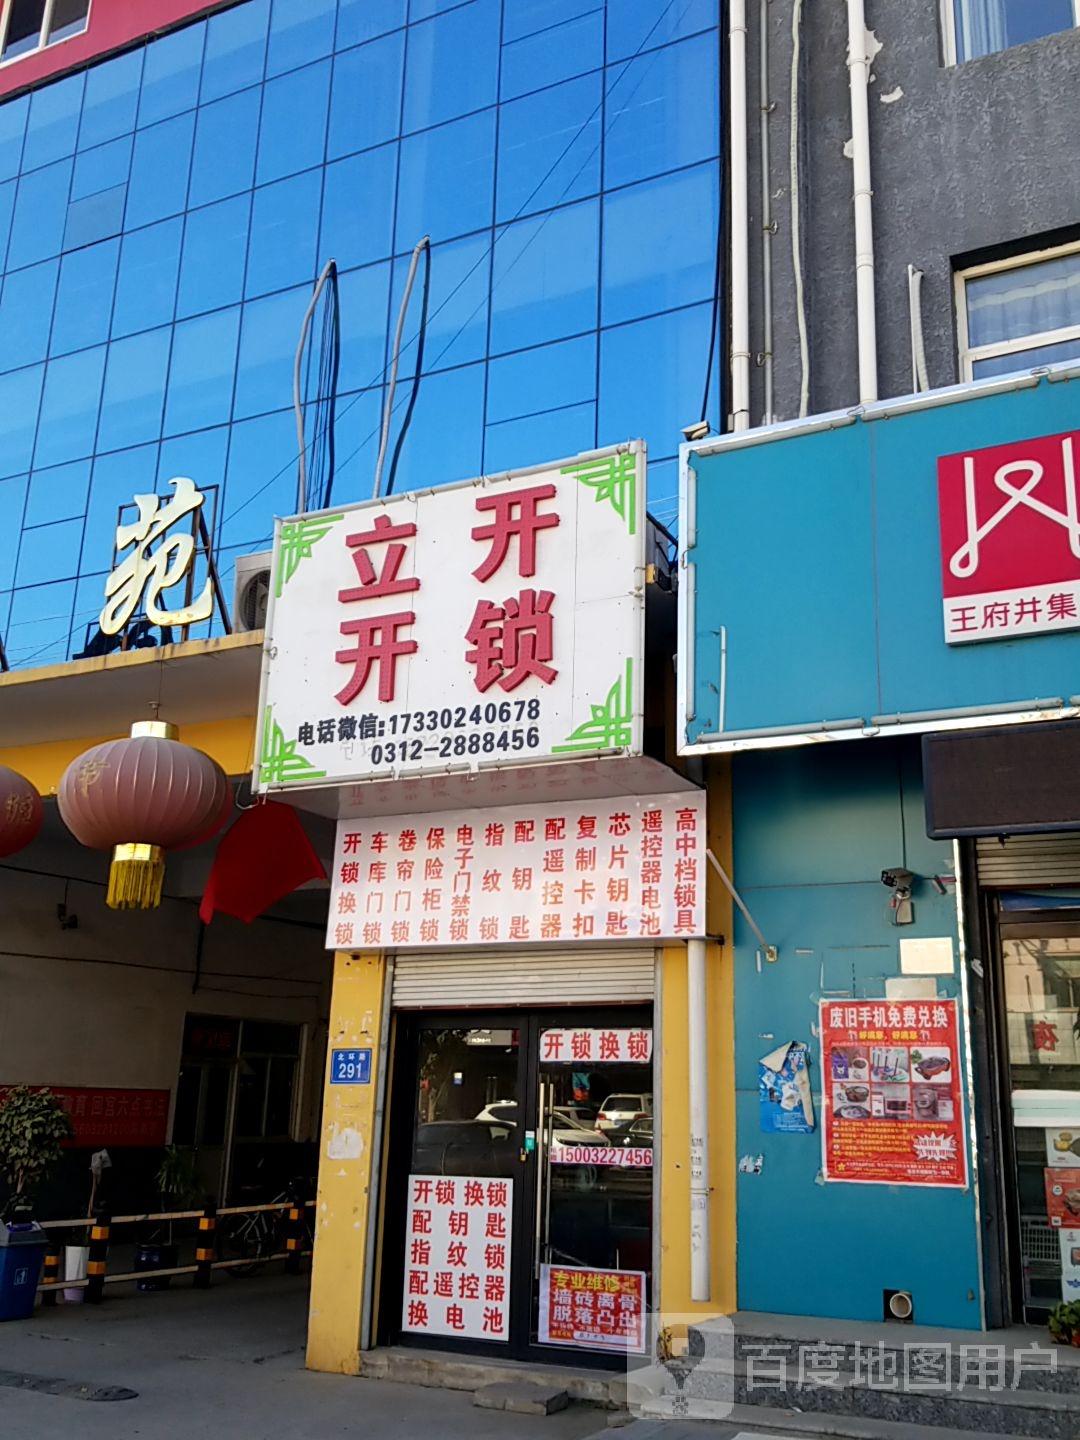 苑
立开
开锁
电话微信:17330240678
0312-2888456
王府井集
开锁换锁
车库门锁
卷帘门锁
保险柜锁
电子门禁锁
指纹锁
配钥匙
配遥控器
复制卡扣
芯片钥匙
遥控器电池
高中档锁具
北环路
291
开锁换锁
15003227456
开锁换锁
配钥匙
指纹锁
配遥控器
换电池
专业维修
墙砖离骨
脱落凸出
废旧手机免费兑换
好消息，好消息
百度地图用户